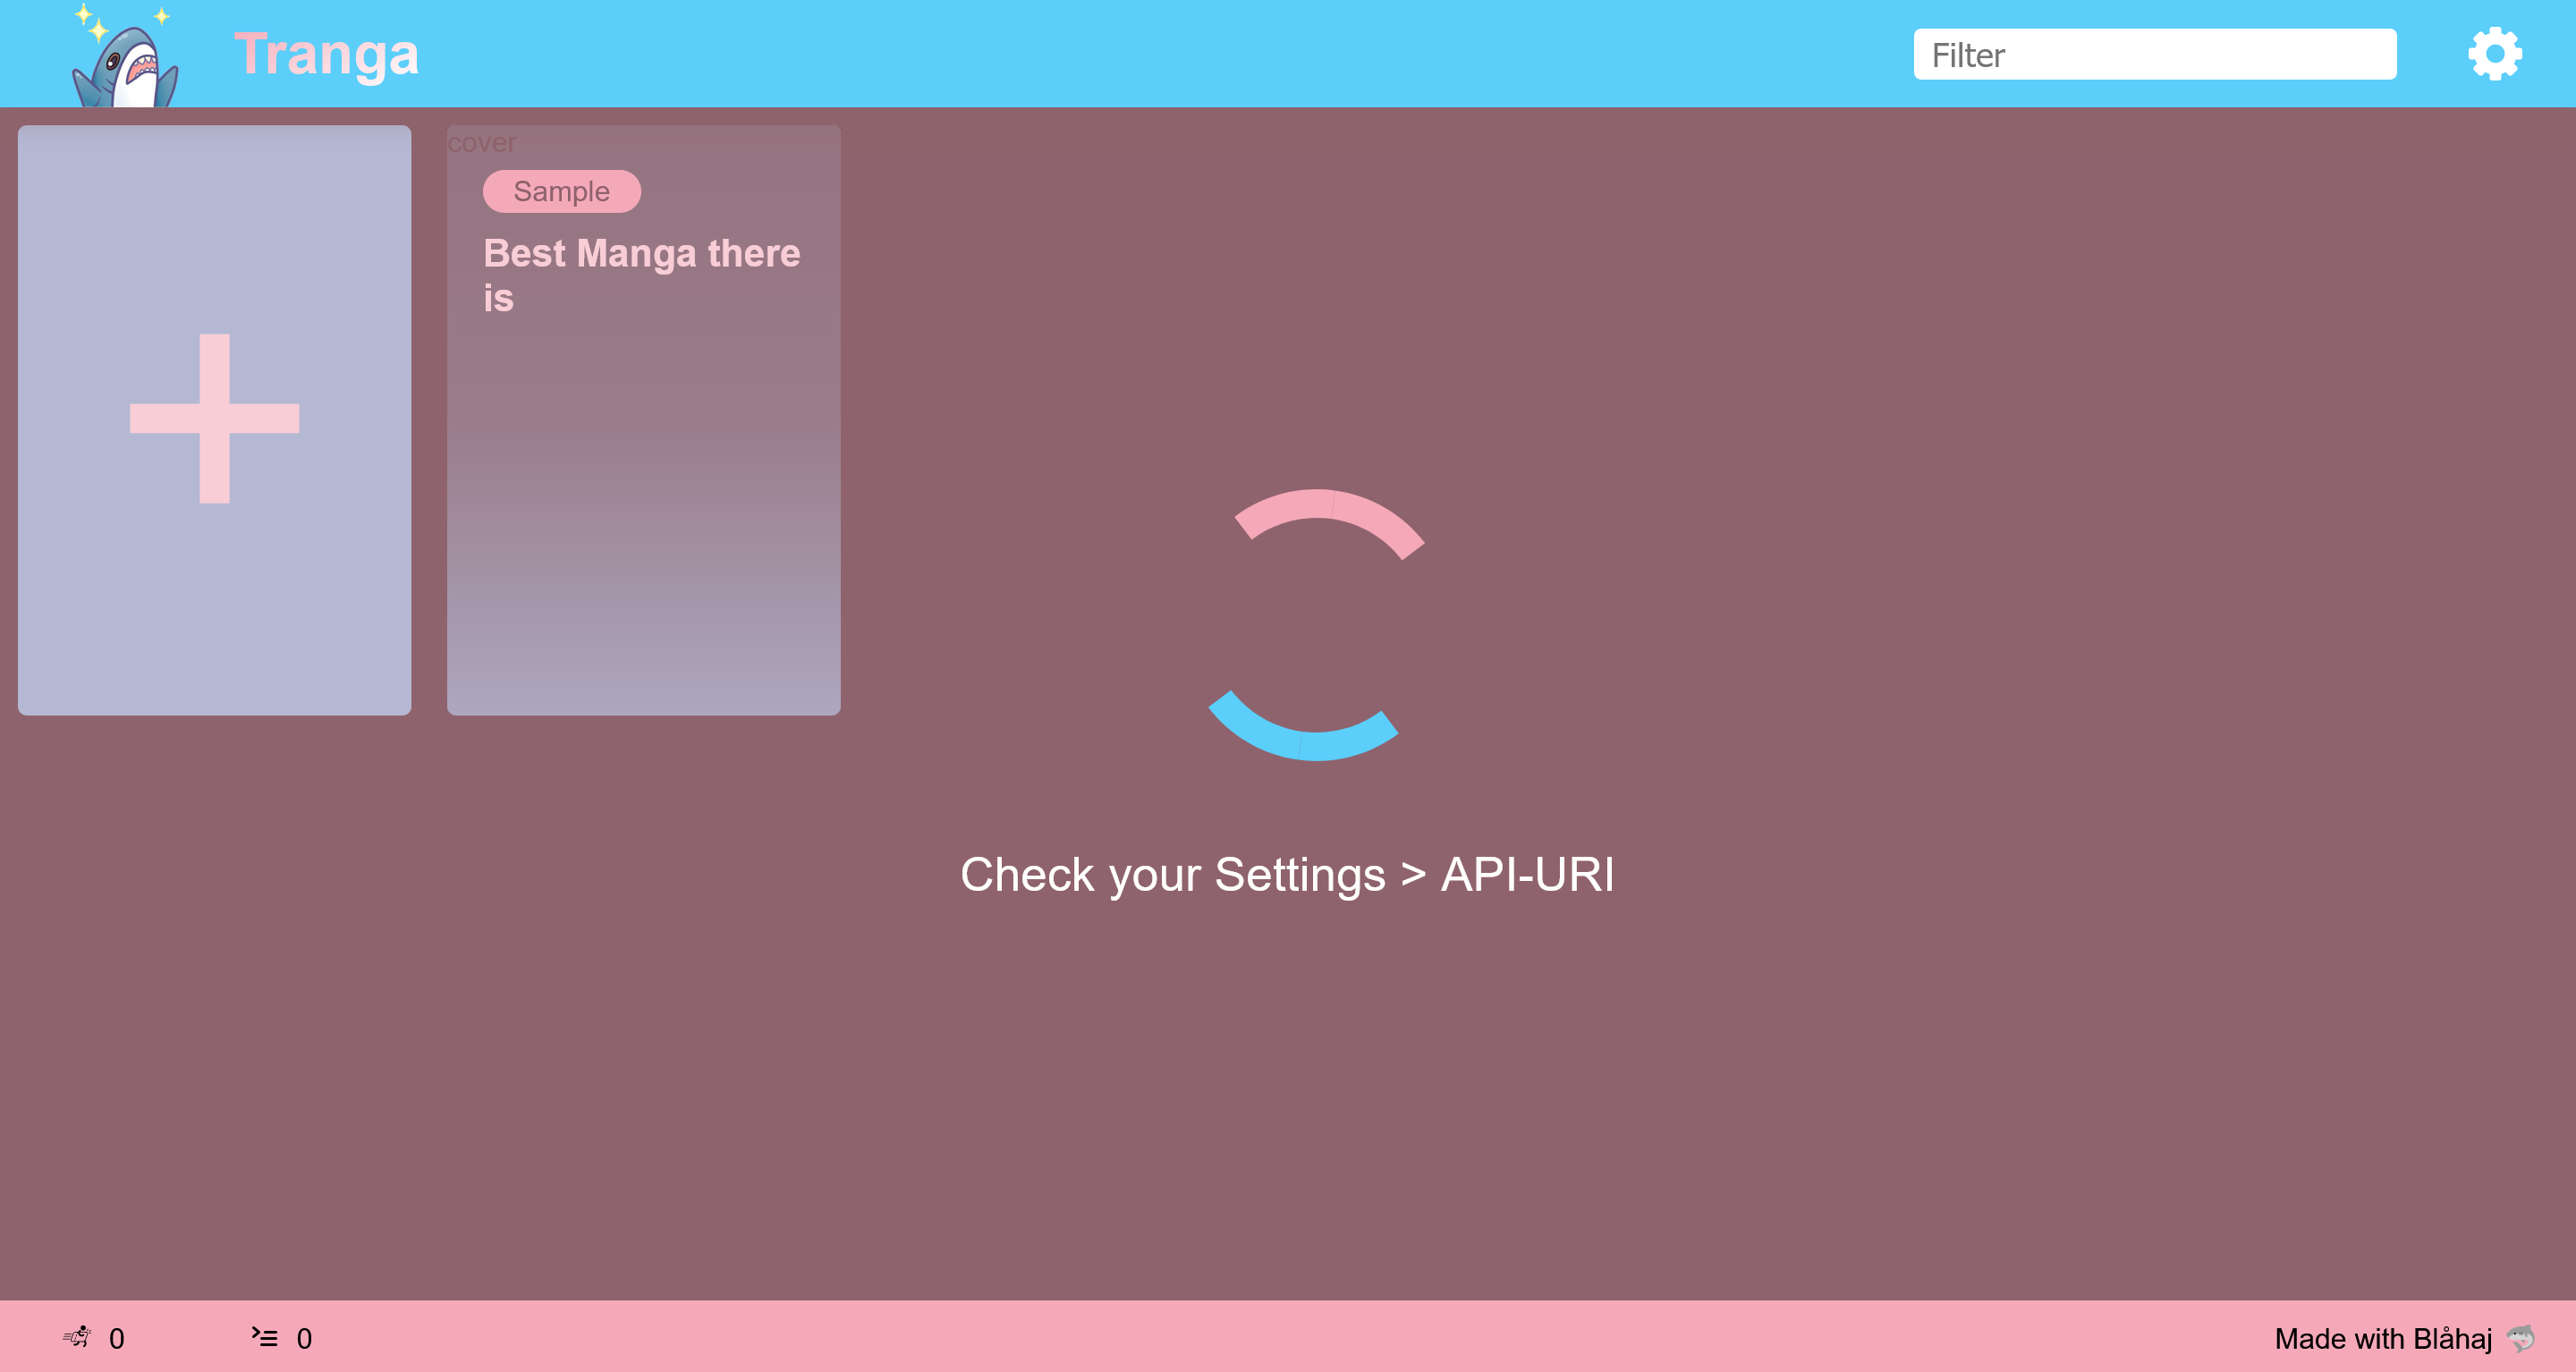 Tranga
Filter
cover
Sample
Best Manga there
is
Check your Settings > API-URI
0
0
Made with Blåhaj 🦈